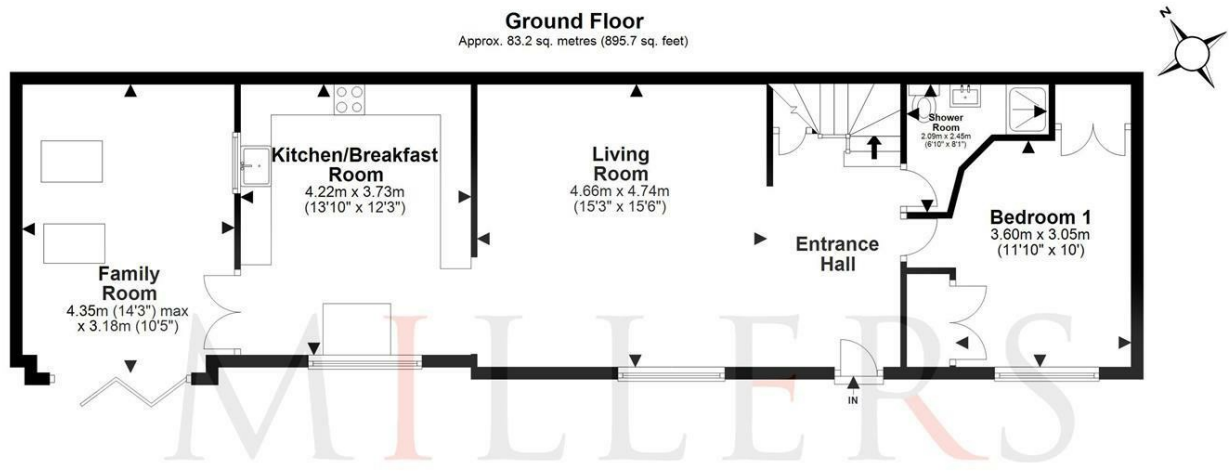 Ground Floor
Approx. 83.2 sq. metres (895.7 sq. feet)
N
Kitchen/Breakfast
Room
4.22m x 3.73m
(13'10" x 12'3")
Living
Room
4.66m x 4.74m
(15'3" x 15'6")
Shower
Room
2.09m x 2.45m
(6'10" x 8'1")
Bedroom 1
3.60m x 3.05m
(11'10" x 10')
Entrance
Hall
Family
Room
4.35m (14'3") max
x 3.18m (10'5")
IN
MILLERS